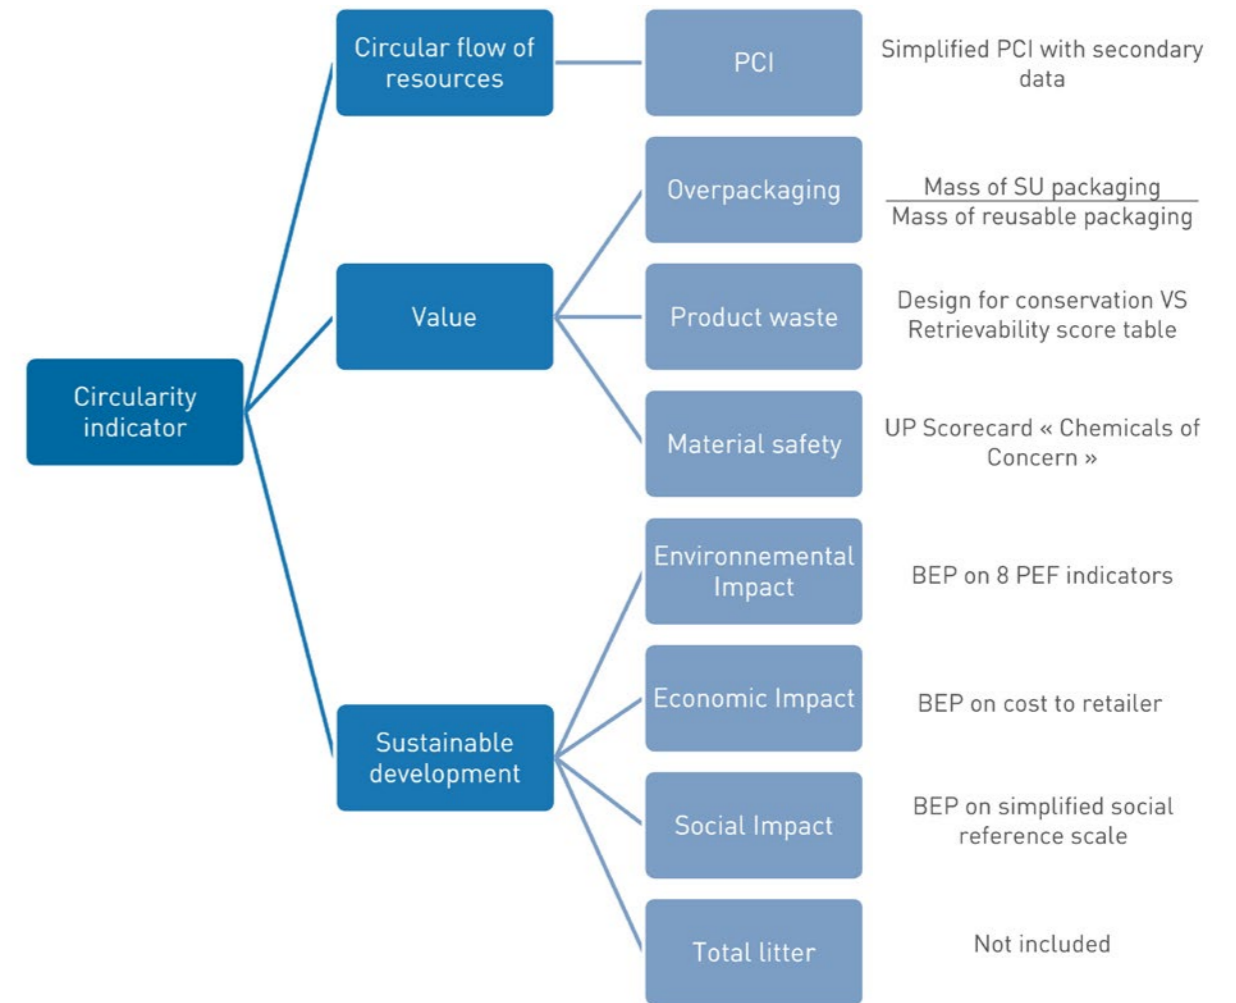 Circular flow of
resources
PCI
Simplified PCI with secondary
data
Overpackaging
Mass of SU packaging
Mass of reusable packaging
Value
Product waste
Design for conservation VS
Retrievability score table
Circularity
indicator
Material safety
UP Scorecard « Chemicals of
Concern »
Environnemental
Impact
BEP on 8 PEF indicators
Economic Impact
BEP on cost to retailer
Sustainable
development
Social Impact
BEP on simplified social
reference scale
Total litter
Not included